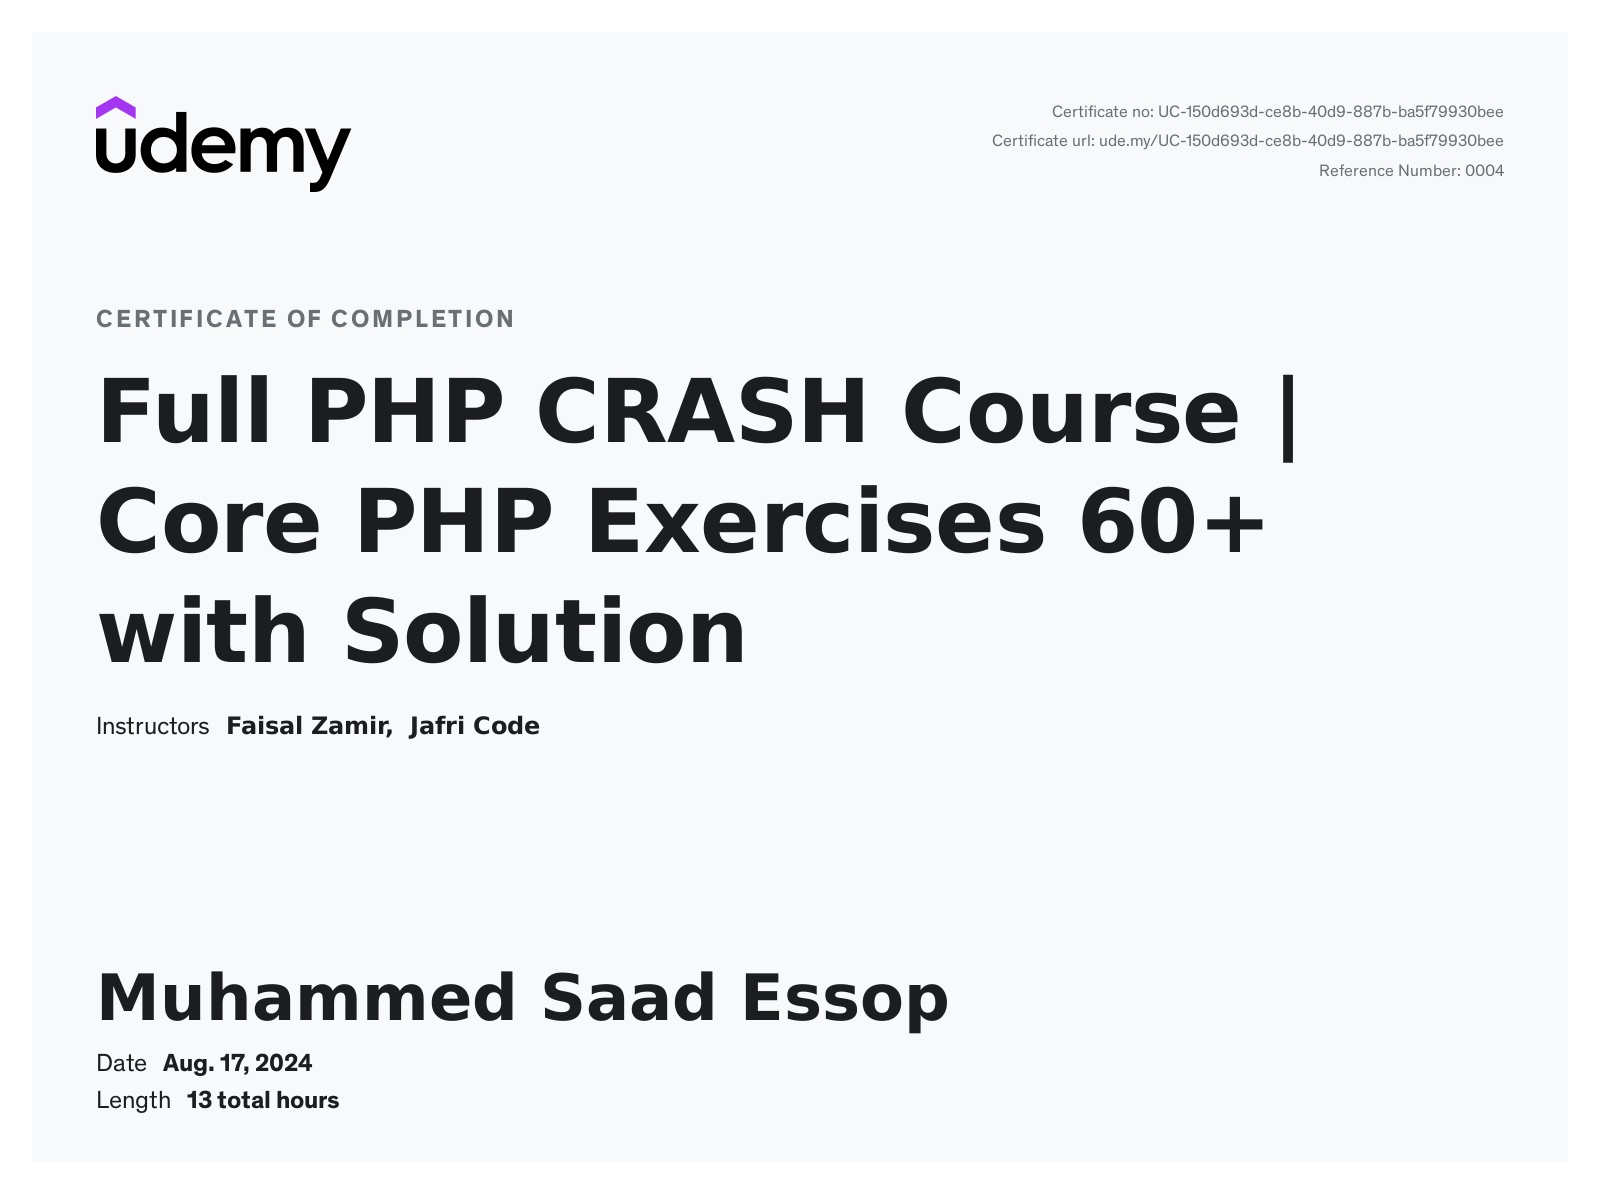 udemy
Certificate no: UC-150d693d-ce8b-40d9-887b-ba5f79930bee
Certificate url: ude.my/UC-150d693d-ce8b-40d9-887b-ba5f79930bee
Reference Number: 0004
CERTIFICATE OF COMPLETION
Full PHP CRASH Course |
Core PHP Exercises 60+
with Solution
Instructors Faisal Zamir, Jafri Code
Muhammed Saad Essop
Date Aug. 17, 2024
Length 13 total hours